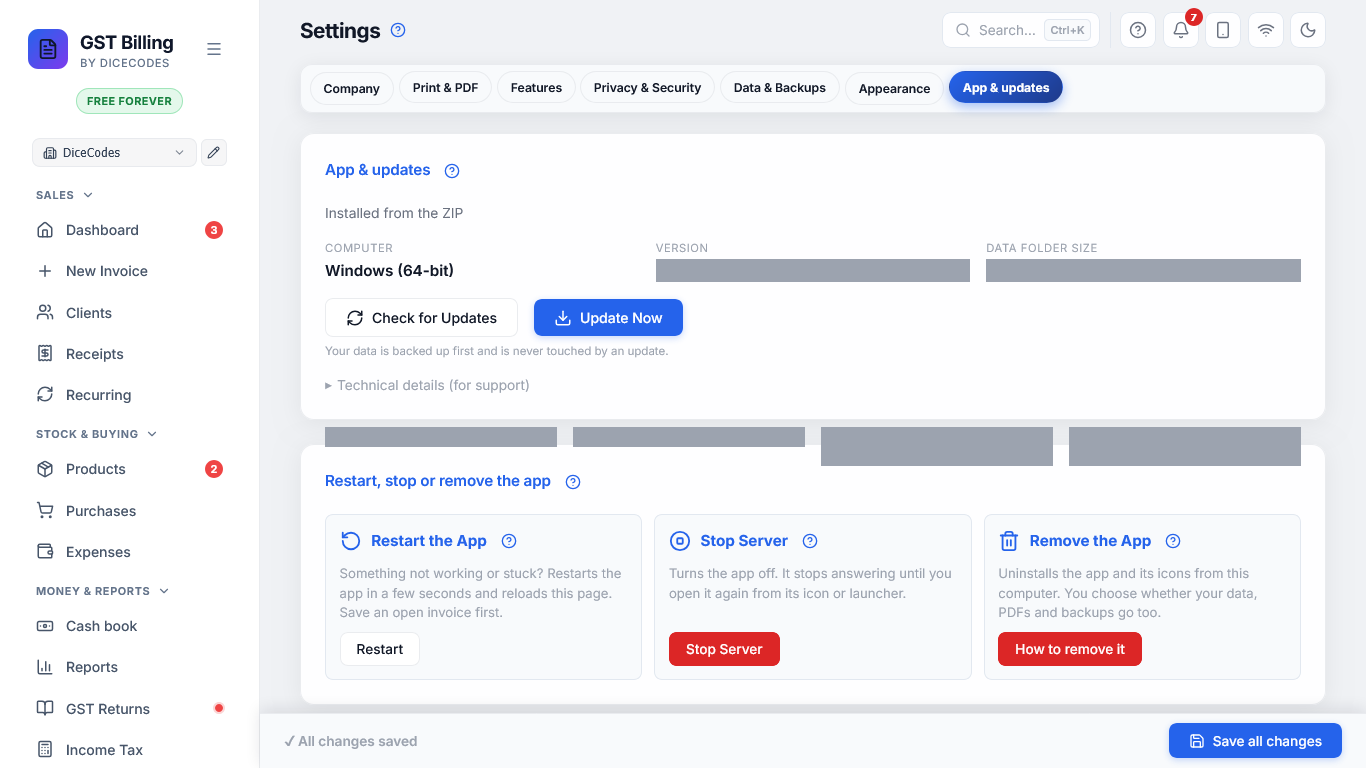 GST Billing
BY DICECODES
FREE FOREVER
DiceCodes
SALES
Dashboard 3
New Invoice
Clients
Receipts
Recurring
STOCK & BUYING
Products 2
Purchases
Expenses
MONEY & REPORTS
Cash book
Reports
GST Returns
Income Tax
Settings
Search... Ctrl+K
7
Company Print & PDF Features Privacy & Security Data & Backups Appearance App & updates
App & updates
Installed from the ZIP
COMPUTER VERSION DATA FOLDER SIZE
Windows (64-bit)
Check for Updates Update Now
Your data is backed up first and is never touched by an update.
Technical details (for support)
Restart, stop or remove the app
Restart the App
Something not working or stuck? Restarts the
app in a few seconds and reloads this page.
Save an open invoice first.
Restart
Stop Server
Turns the app off. It stops answering until you
open it again from its icon or launcher.
Stop Server
Remove the App
Uninstalls the app and its icons from this
computer. You choose whether your data,
PDFs and backups go too.
How to remove it
✓ All changes saved
Save all changes